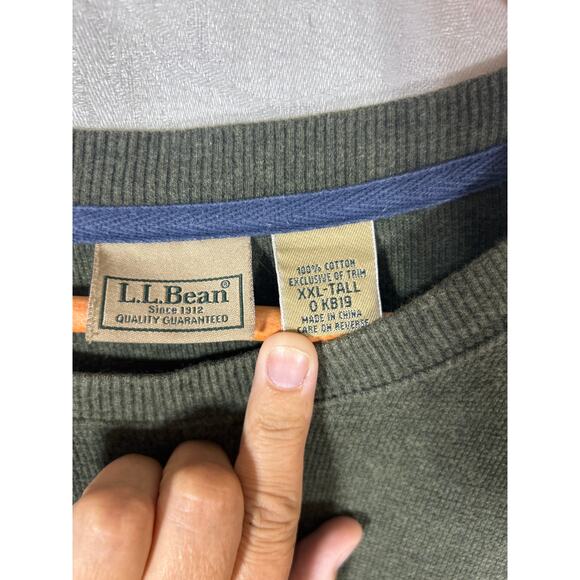 L.L.Bean®
Since 1912
QUALITY GUARANTEED
100% COTTON
EXCLUSIVE OF TRIM
XXL-TALL
0 KB19
MADE IN CHINA
CARE ON REVERSE